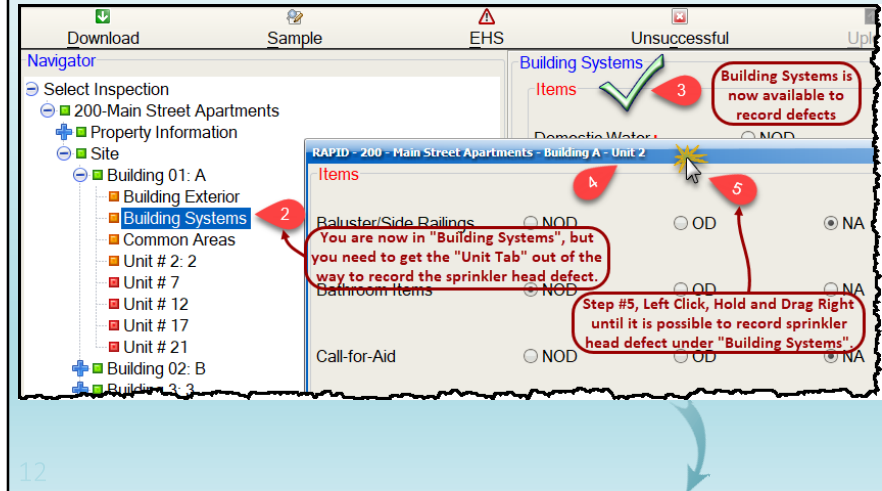 Download Sample EHS Unsuccessful
Navigator
Building Systems
Select Inspection
Items
3
Building Systems is
now available to
record defects
200-Main Street Apartments
Property Information
Domestic Water NOD
Site
RAPID - 200 - Main Street Apartments - Building A - Unit 2
Building 01: A
Items
4
5
Building Exterior
Building Systems
2
Baluster/Side Railings NOD OD NA
You are now in "Building Systems", but
you need to get the "Unit Tab" out of the
way to record the sprinkler head defect.
Common Areas
Unit # 2: 2
Bathroom Items NOD OD NA
Unit # 7
Step #5, Left Click, Hold and Drag Right
until it is possible to record sprinkler
head defect under "Building Systems".
Unit # 12
Unit # 17
Unit # 21
Call-for-Aid NOD OD NA
Building 02: B
Building 3: 3
12